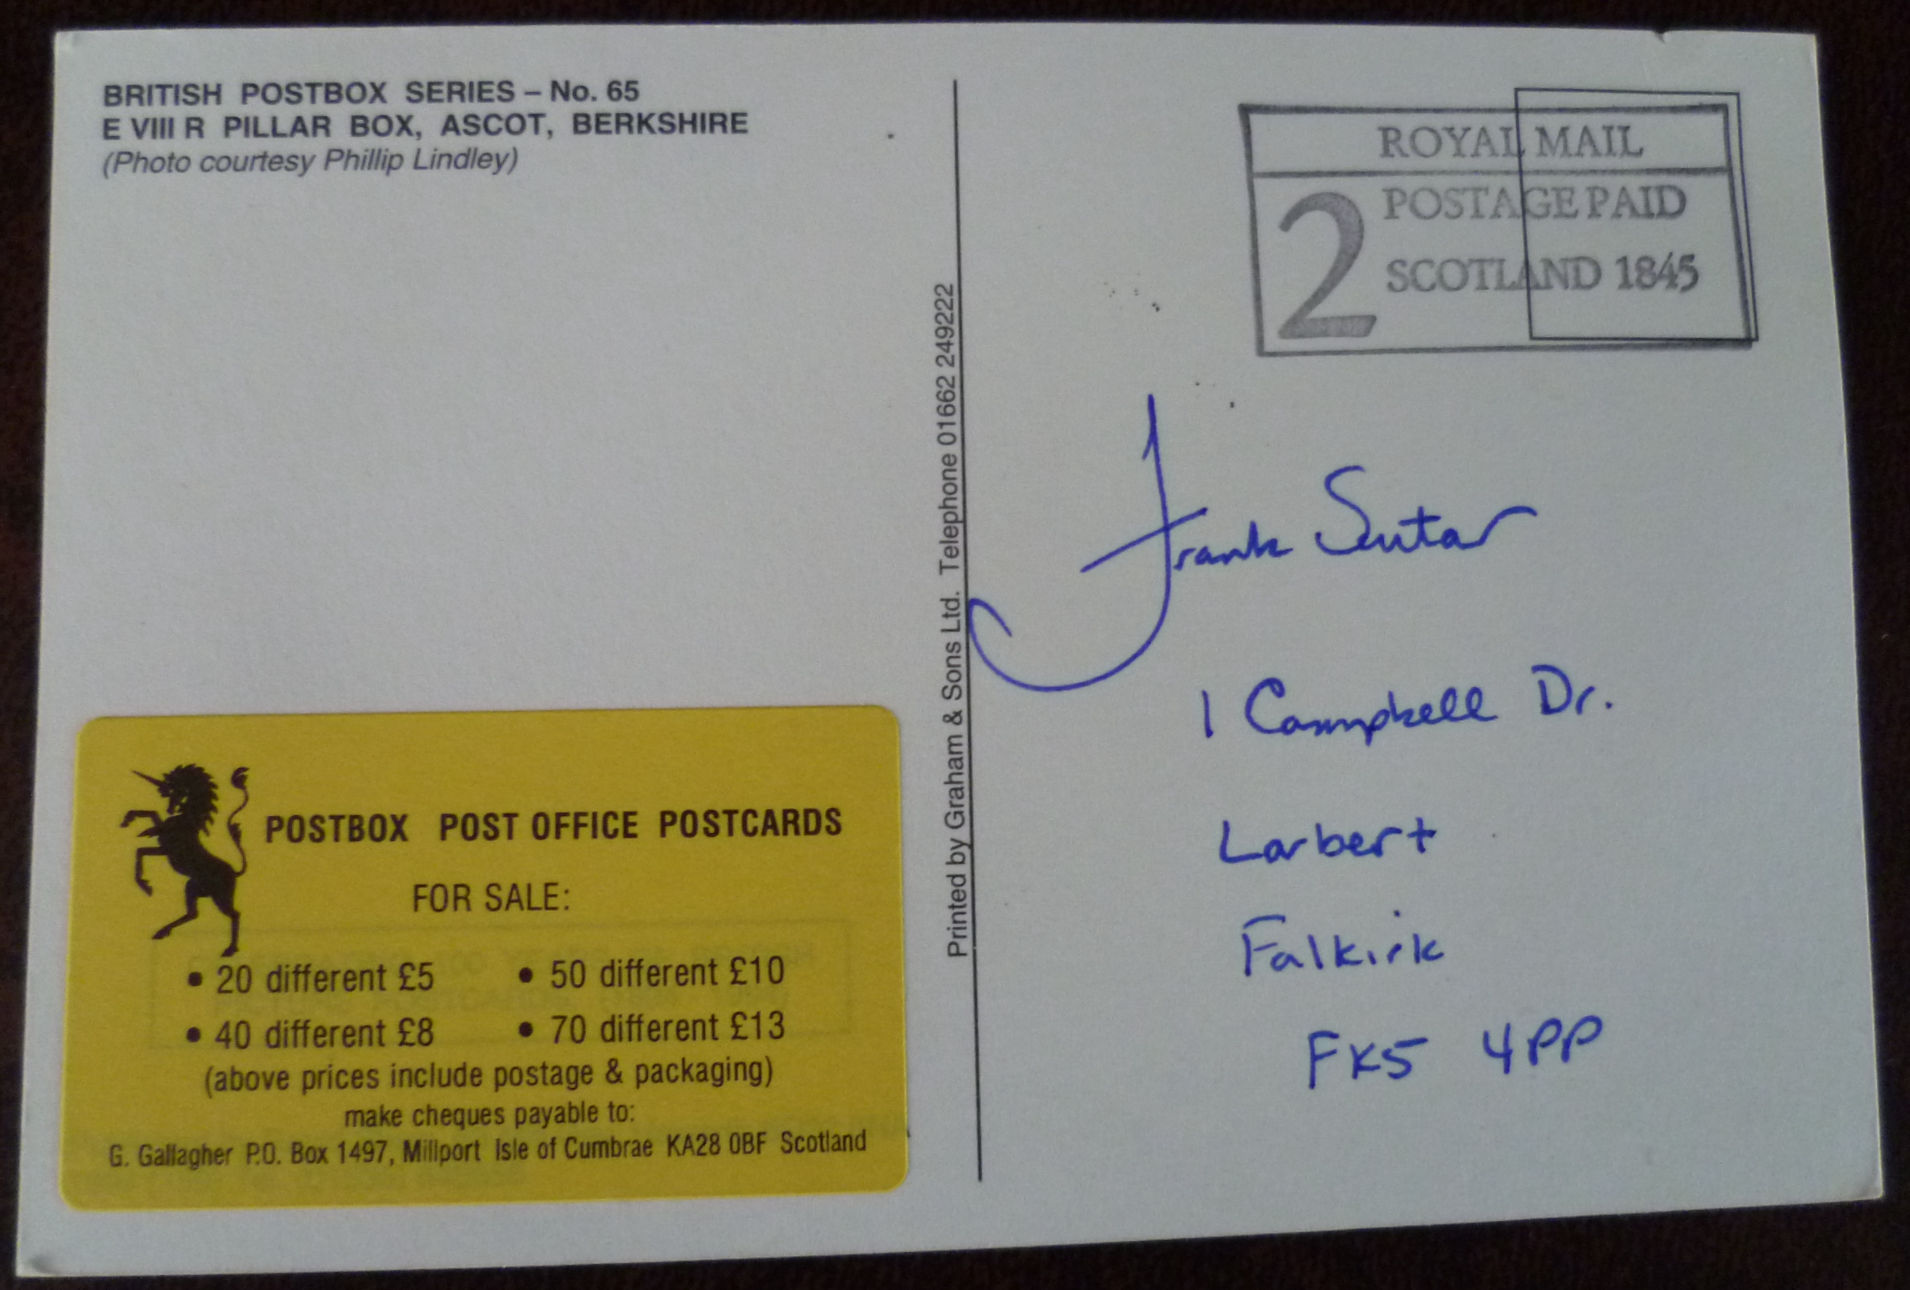 BRITISH POSTBOX SERIES – No. 65
E VIII R PILLAR BOX, ASCOT, BERKSHIRE
(Photo courtesy Phillip Lindley)
POSTBOX POST OFFICE POSTCARDS
FOR SALE:
• 20 different £5 • 50 different £10
• 40 different £8 • 70 different £13
(above prices include postage & packaging)
make cheques payable to:
G. Gallagher P.O. Box 1497, Millport Isle of Cumbrae KA28 0BF Scotland
Printed by Graham & Sons Ltd. Telephone 01662 249222
ROYAL MAIL
2 POSTAGE PAID
SCOTLAND 1845
Frank
1 Campbell Dr.
Larbert
Falkirk
FK5 4PP